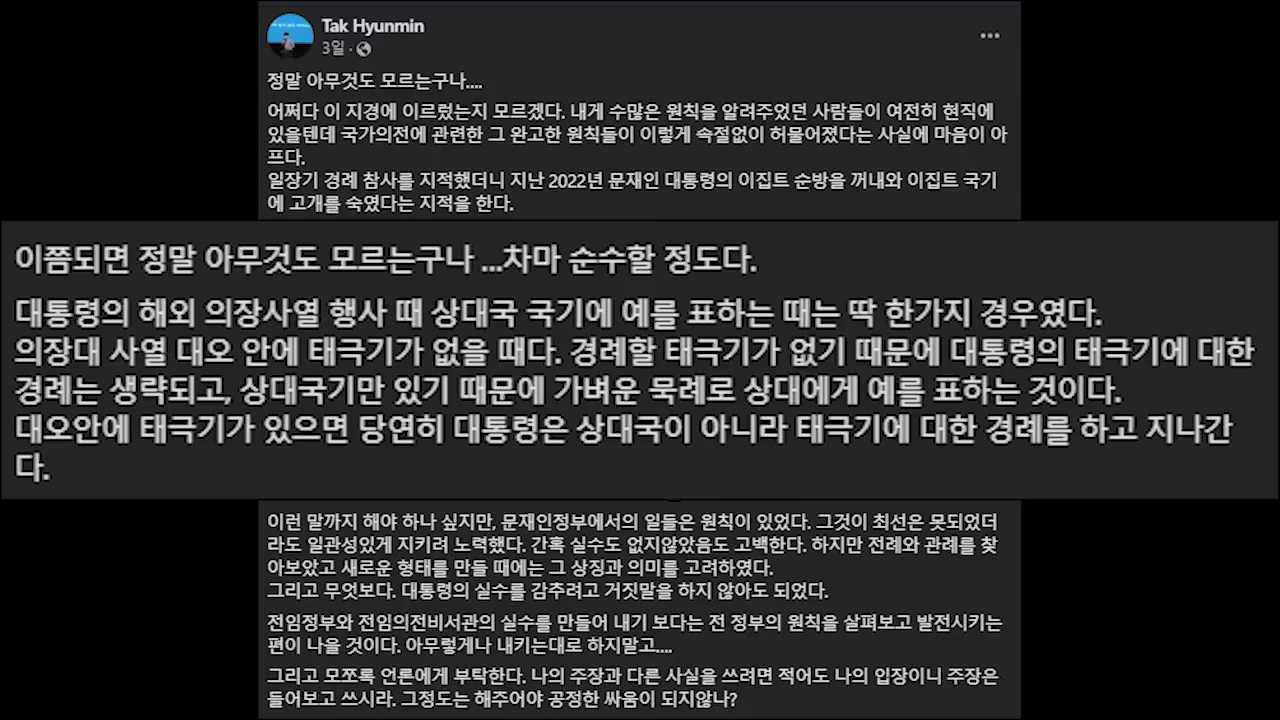 Tak Hyunmin
3일 ·
정말 아무것도 모르는구나....
어쩌다 이 지경에 이르렀는지 모르겠다. 내게 수많은 원칙을 알려주었던 사람들이 여전히 현직에
있을텐데 국가의전에 관련한 그 완고한 원칙들이 이렇게 속절없이 허물어졌다는 사실에 마음이 아
프다.
일장기 경례 참사를 지적했더니 지난 2022년 문재인 대통령의 이집트 순방을 꺼내와 이집트 국기
에 고개를 숙였다는 지적을 한다.
이쯤되면 정말 아무것도 모르는구나 ...차마 순수할 정도다.
대통령의 해외 의장사열 행사 때 상대국 국기에 예를 표하는 때는 딱 한가지 경우였다.
의장대 사열 대오 안에 태극기가 없을 때다. 경례할 태극기가 없기 때문에 대통령의 태극기에 대한
경례는 생략되고, 상대국기만 있기 때문에 가벼운 묵례로 상대에게 예를 표하는 것이다.
대오안에 태극기가 있으면 당연히 대통령은 상대국이 아니라 태극기에 대한 경례를 하고 지나간
다.
이런 말까지 해야 하나 싶지만, 문재인정부에서의 일들은 원칙이 있었다. 그것이 최선은 못되었더
라도 일관성있게 지키려 노력했다. 간혹 실수도 없지않았음도 고백한다. 하지만 전례와 관례를 찾
아보았고 새로운 형태를 만들 때에는 그 상징과 의미를 고려하였다.
그리고 무엇보다. 대통령의 실수를 감추려고 거짓말을 하지 않아도 되었다.
전임정부와 전임의전비서관의 실수를 만들어 내기 보다는 전 정부의 원칙을 살펴보고 발전시키는
편이 나을 것이다. 아무렇게나 내키는대로 하지말고....
그리고 모쪼록 언론에게 부탁한다. 나의 주장과 다른 사실을 쓰려면 적어도 나의 입장이니 주장은
들어보고 쓰시라. 그정도는 해주어야 공정한 싸움이 되지않나?